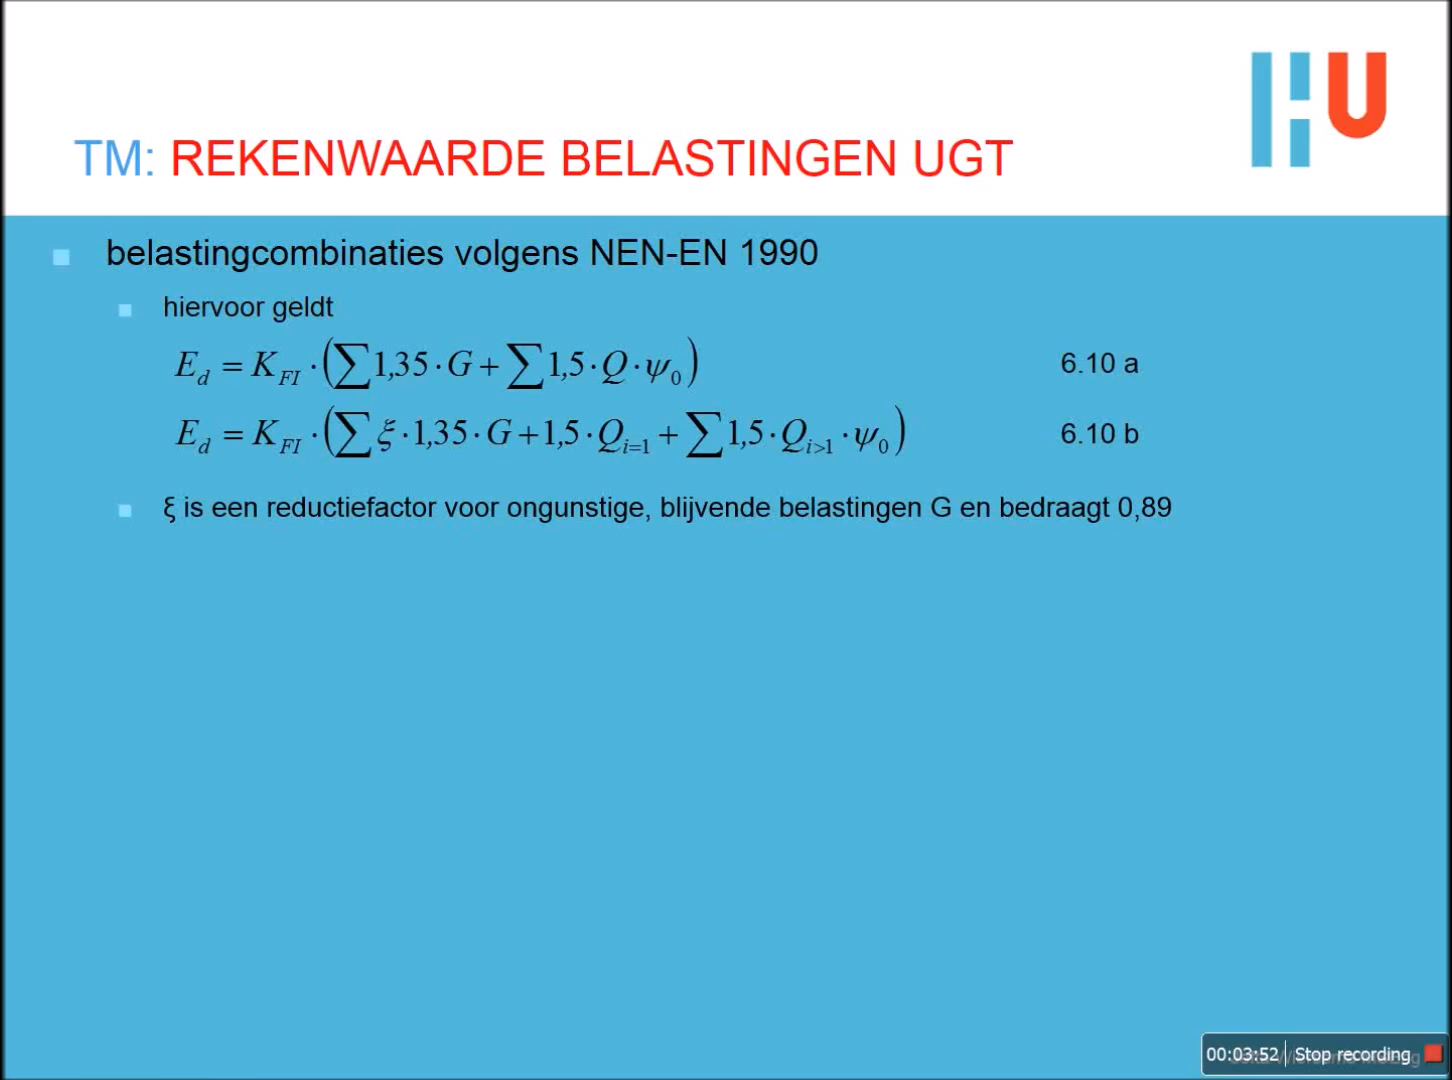 HU
TM: REKENWAARDE BELASTINGEN UGT
belastingcombinaties volgens NEN-EN 1990
hiervoor geldt
E_d = K_FI · (∑1,35 · G + ∑1,5 · Q · ψ_0) 6.10 a
E_d = K_FI · (∑ξ · 1,35 · G + 1,5 · Q_i=1 + ∑1,5 · Q_i>1 · ψ_0) 6.10 b
ξ is een reductiefactor voor ongunstige, blijvende belastingen G en bedraagt 0,89
00:03:52 Stop recording